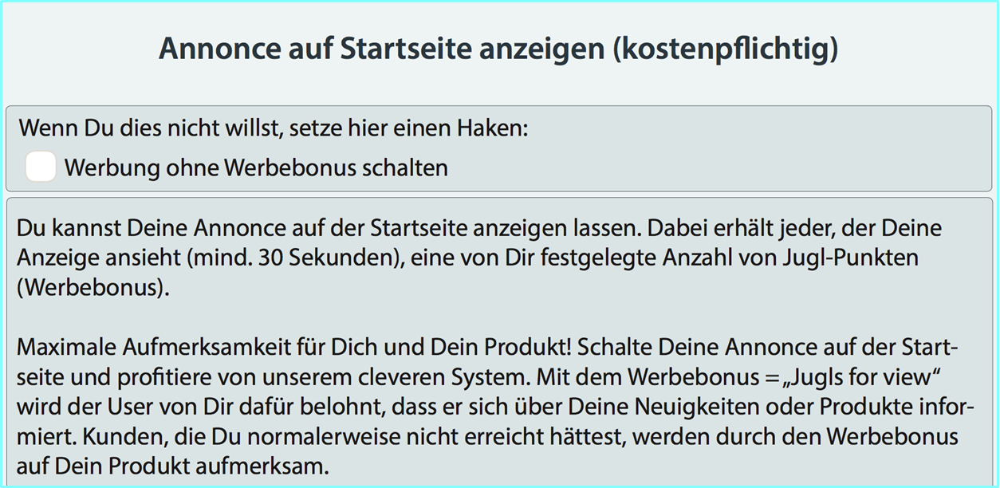 Annonce auf Startseite anzeigen (kostenpflichtig)
Wenn Du dies nicht willst, setze hier einen Haken:
Werbung ohne Werbebonus schalten
Du kannst Deine Annonce auf der Startseite anzeigen lassen. Dabei erhält jeder, der Deine
Anzeige ansieht (mind. 30 Sekunden), eine von Dir festgelegte Anzahl von Jugl-Punkten
(Werbebonus).
Maximale Aufmerksamkeit für Dich und Dein Produkt! Schalte Deine Annonce auf der Start-
seite und profitiere von unserem cleveren System. Mit dem Werbebonus = „Jugls for view“
wird der User von Dir dafür belohnt, dass er sich über Deine Neuigkeiten oder Produkte infor-
miert. Kunden, die Du normalerweise nicht erreicht hättest, werden durch den Werbebonus
auf Dein Produkt aufmerksam.